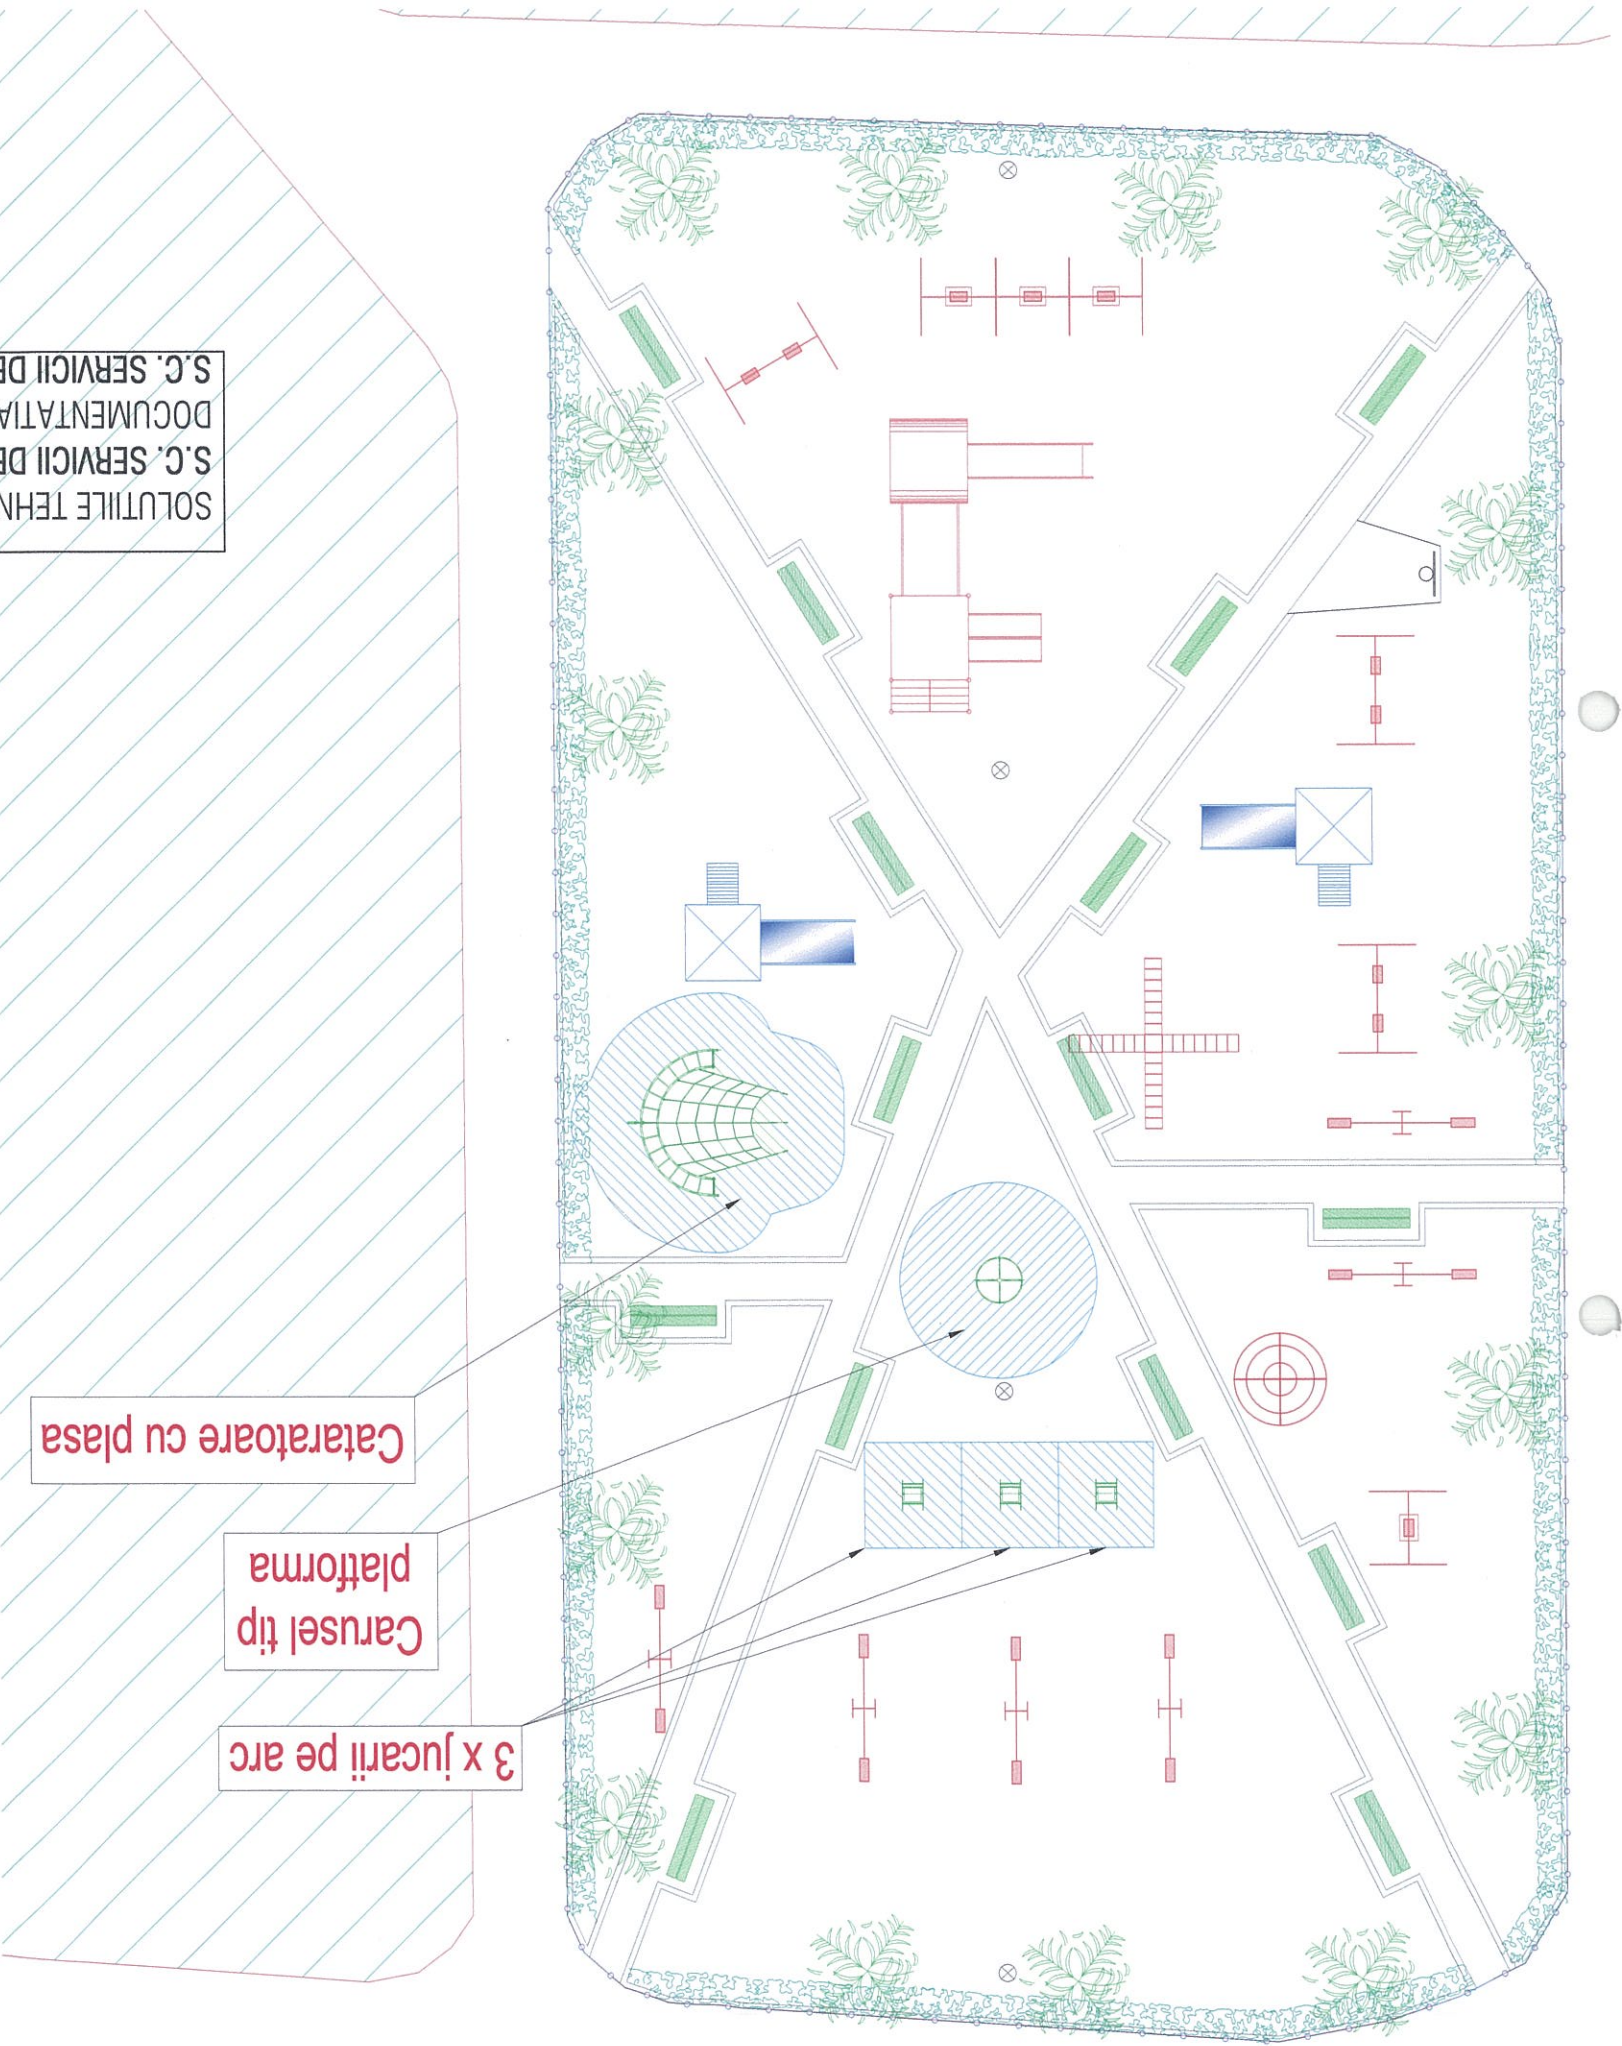 3 x jucarii pe arc
Carusel tip
platforma
Cataratoare cu plasa
SOLUTIILE TEHN
S.C. SERVICII DE
DOCUMENTATIA
S.C. SERVICII DE